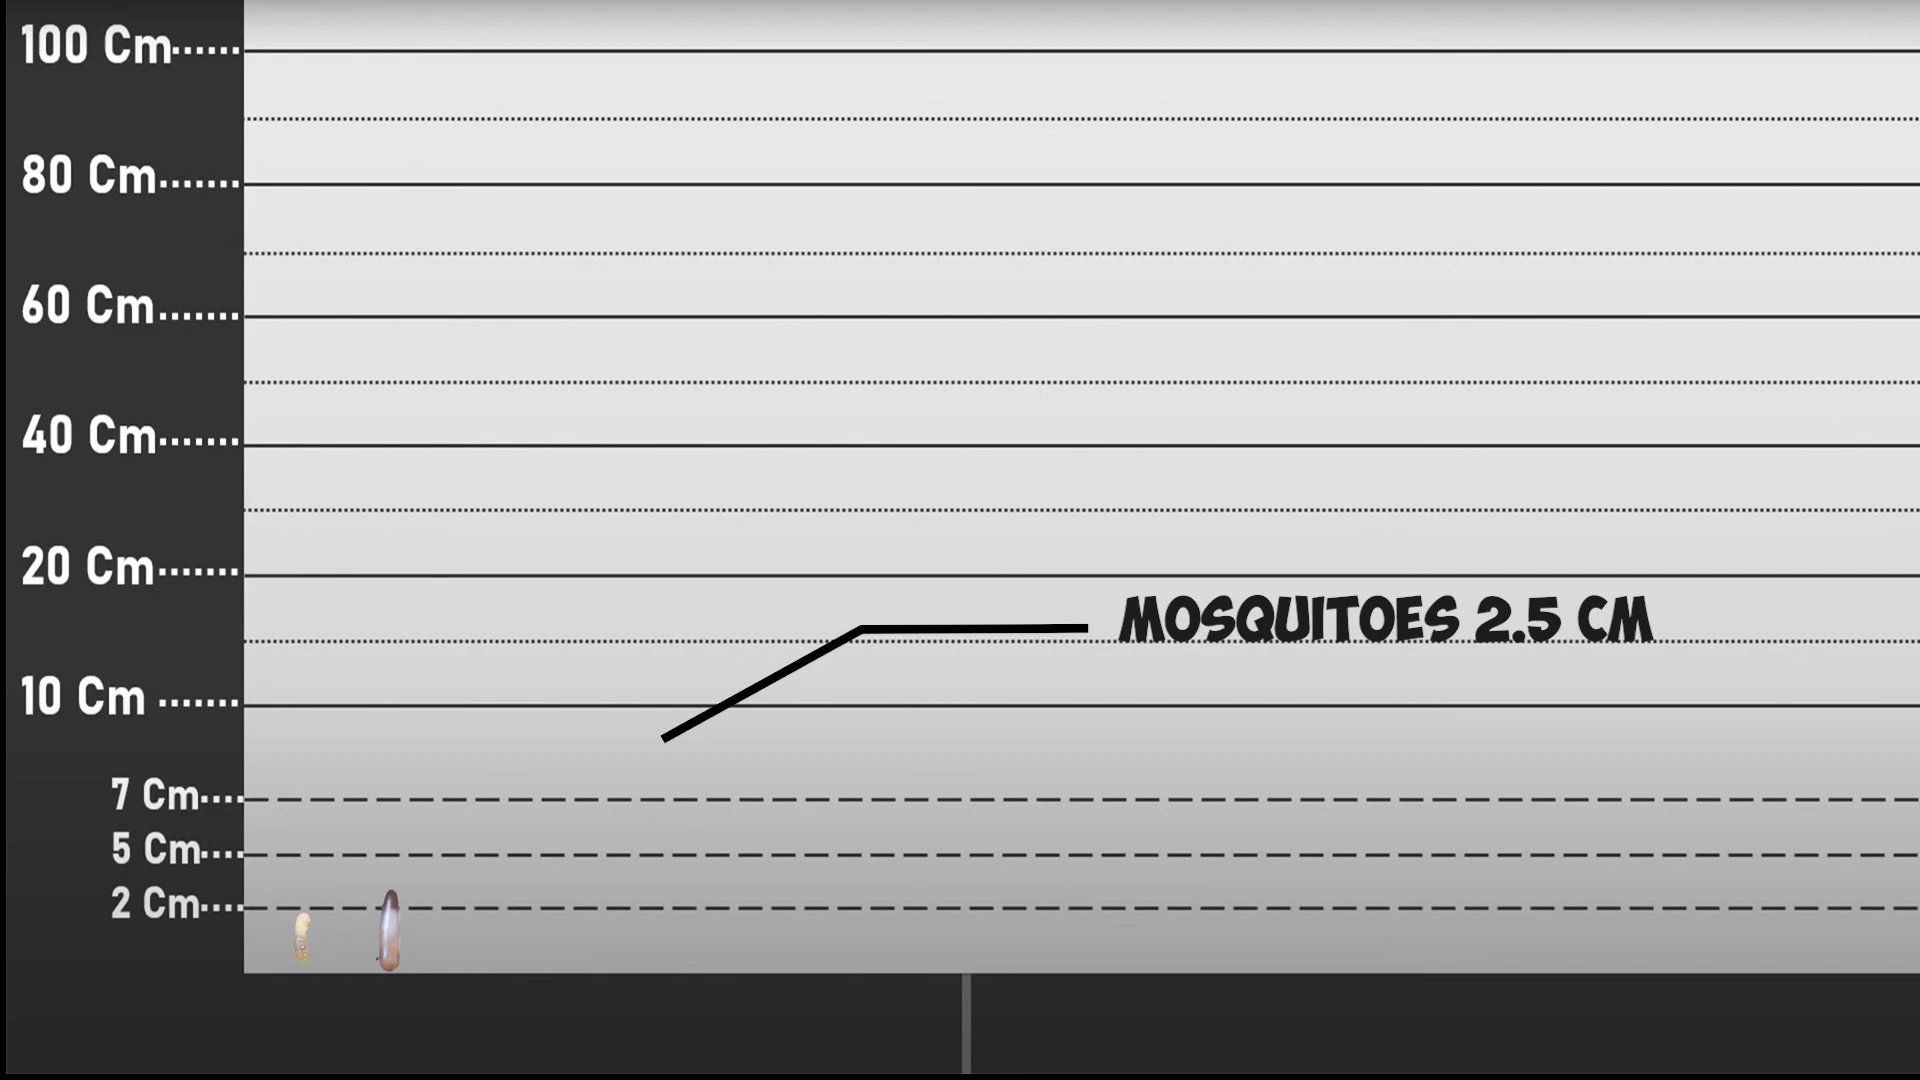 100 Cm......
80 Cm.......
60 Cm.......
40 Cm.......
20 Cm.......
MOSQUITOES 2.5 CM
10 Cm .......
7 Cm....
5 Cm....
2 Cm....